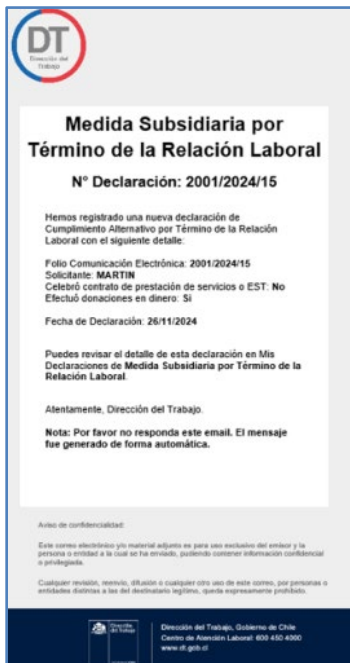 DT
Dirección del
Trabajo
Medida Subsidiaria por
Término de la Relación Laboral
N° Declaración: 2001/2024/15
Hemos registrado una nueva declaración de
Cumplimiento Alternativo por Término de la Relación
Laboral con el siguiente detalle:
Folio Comunicación Electrónica: 2001/2024/15
Solicitante: MARTIN
Celebró contrato de prestación de servicios o EST: No
Efectuó donaciones en dinero: Si
Fecha de Declaración: 26/11/2024
Puedes revisar el detalle de esta declaración en Mis
Declaraciones de Medida Subsidiaria por Término de la
Relación Laboral.
Atentamente, Dirección del Trabajo.
Nota: Por favor no responda este email. El mensaje
fue generado de forma automática.
Aviso de confidencialidad:
Este correo electrónico y/o material adjunto es para uso exclusivo del emisor y la
persona o entidad a la cual se ha enviado, pudiendo contener información confidencial
o privilegiada.
Cualquier revisión, reenvío, difusión o cualquier otro uso de este correo, por personas o
entidades distintas a las del destinatario legítimo, queda expresamente prohibido.
Dirección
del Trabajo
Dirección del Trabajo, Gobierno de Chile
Centro de Atención Laboral: 600 450 4000
www.dt.gob.cl